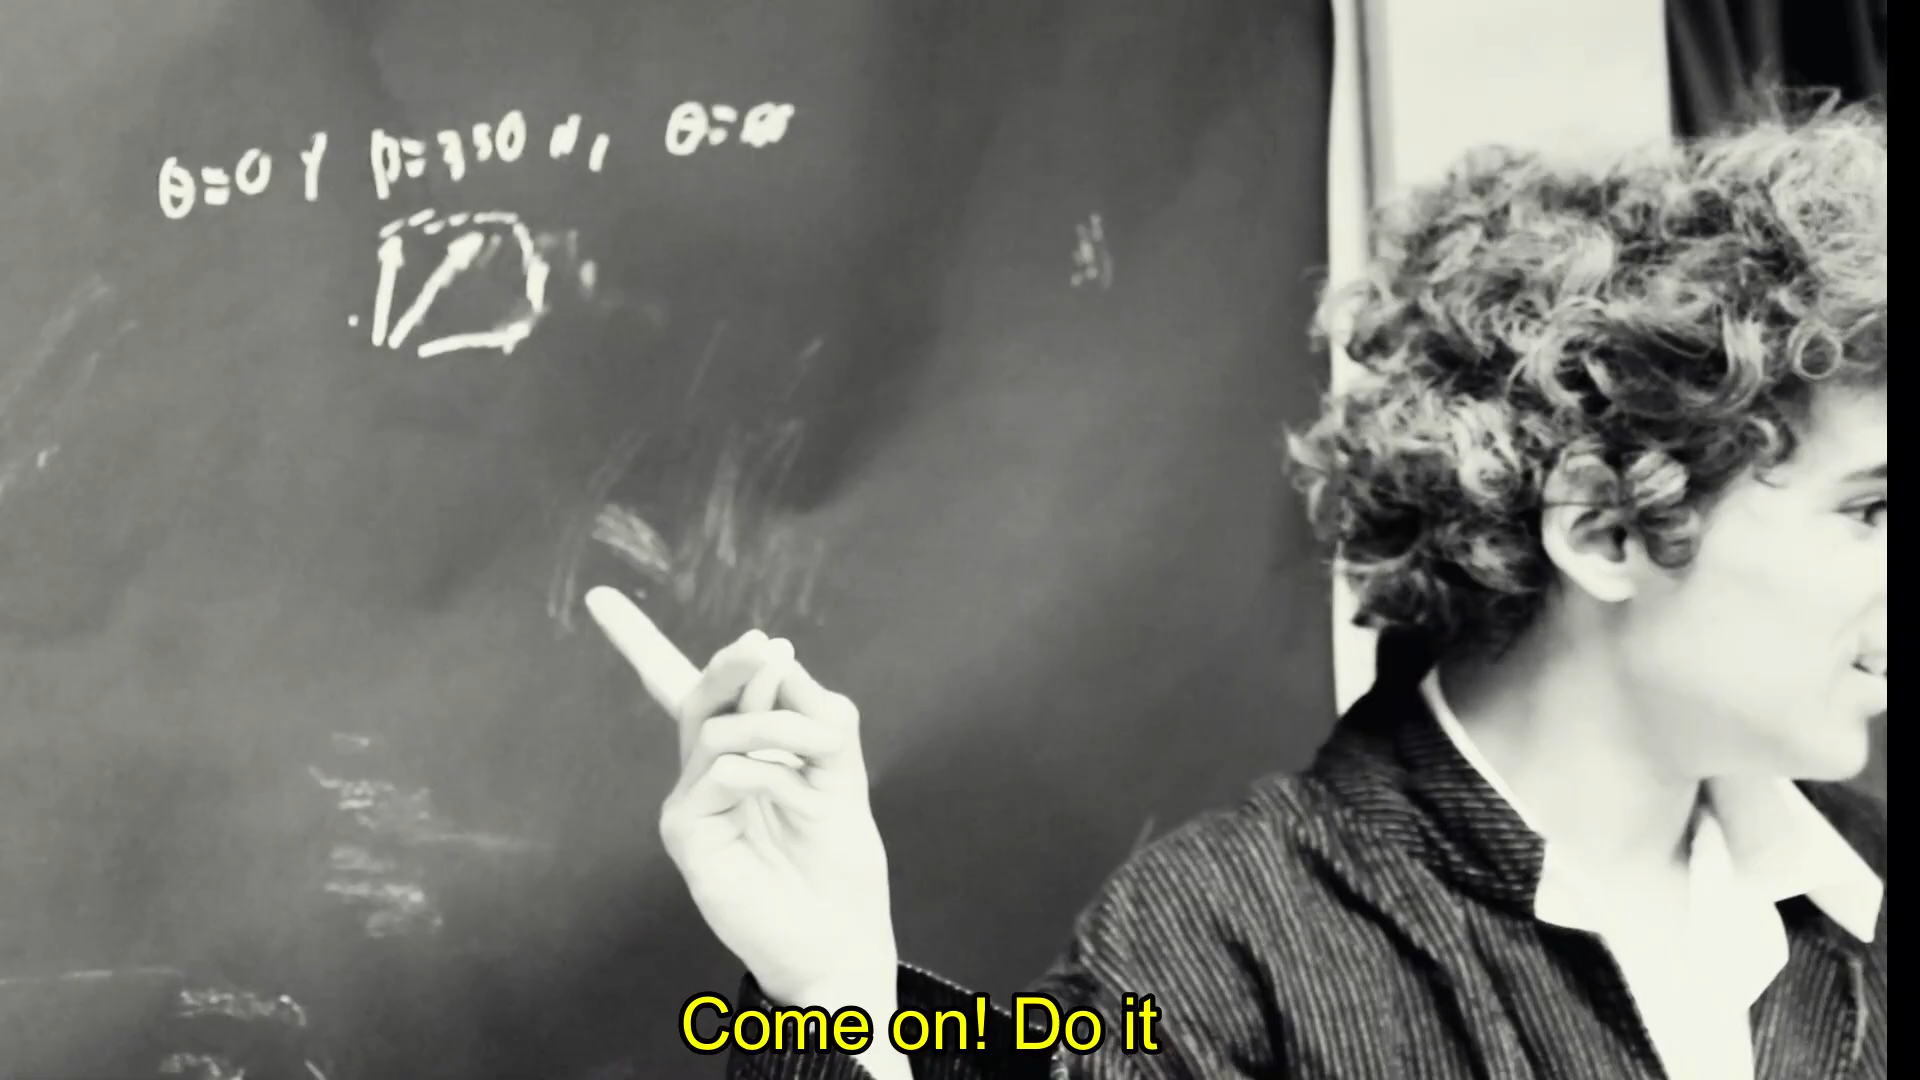 θ=0 Y P=350 N,
Come on! Do it